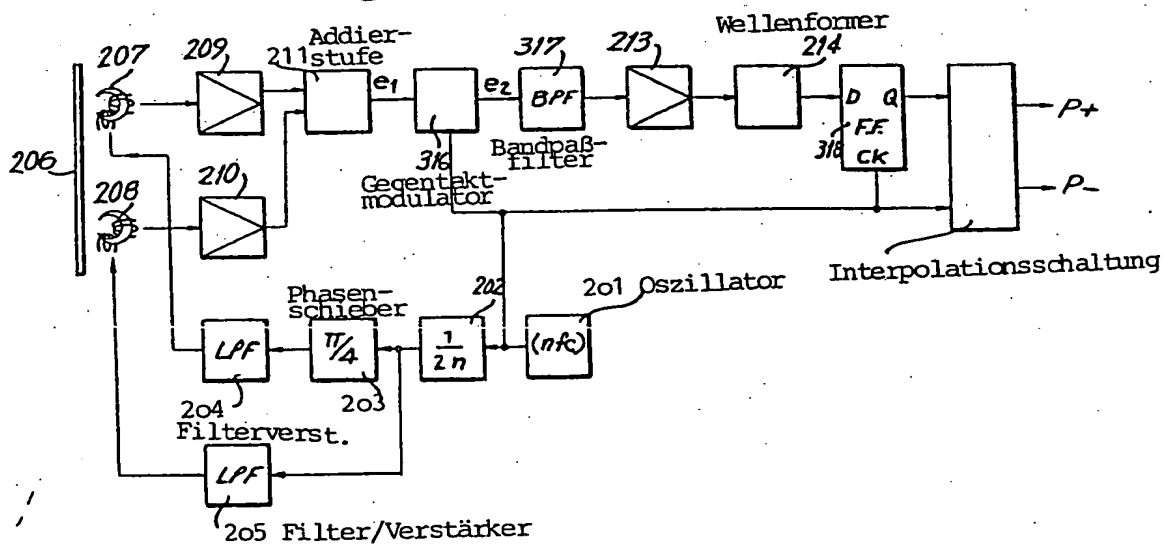 Wellenformer
207
209
Addier-
stufe
211
317
213
214
e1
e2
BPF
D Q
F.F.
CK
318
P+
P-
206
316
Bandpaß-
filter
Gegentakt-
modulator
208
210
Interpolationsschaltung
2o1 Oszillator
Phasen-
schieber
202
LPF
π/4
1
2n
(nfc)
2o4
Filterverst.
2o3
LPF
2o5 Filter/Verstärker